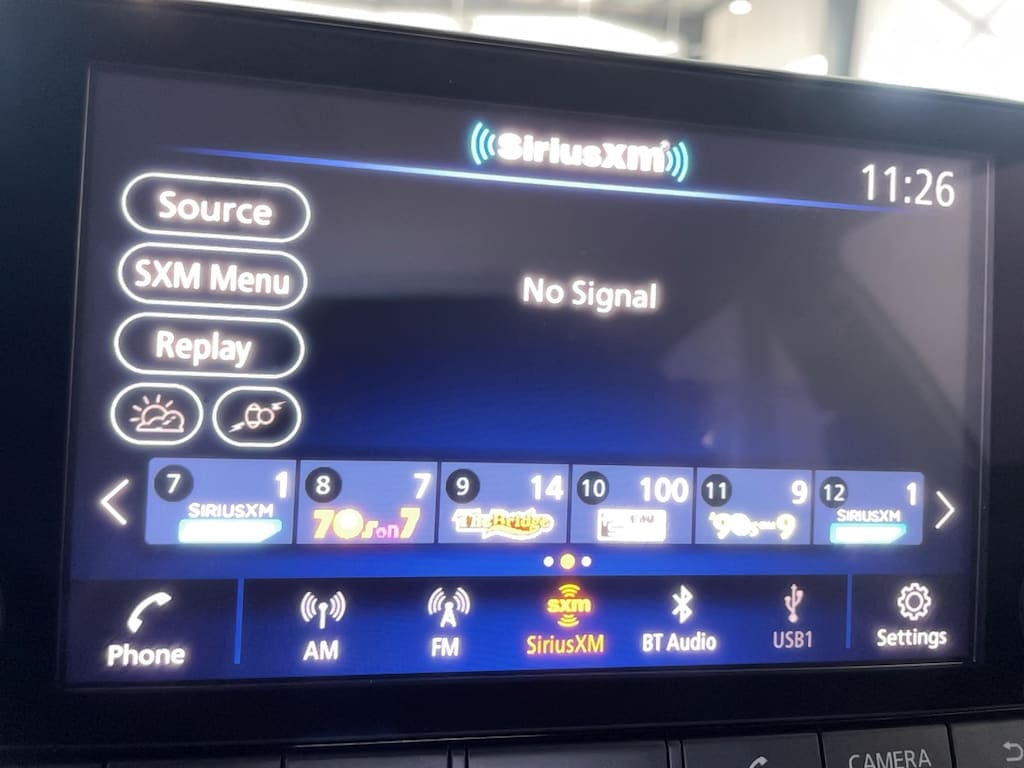 SiriusXM
11:26
Source
SXM Menu
Replay
No Signal
7 1 SIRIUSXM
8 7 70s on 7
9 14 The Bridge
10 100
11 9 '90s on 9
12 1 SIRIUSXM
Phone
AM
FM
sxm
SiriusXM
BT Audio
USB1
Settings
CAMERA